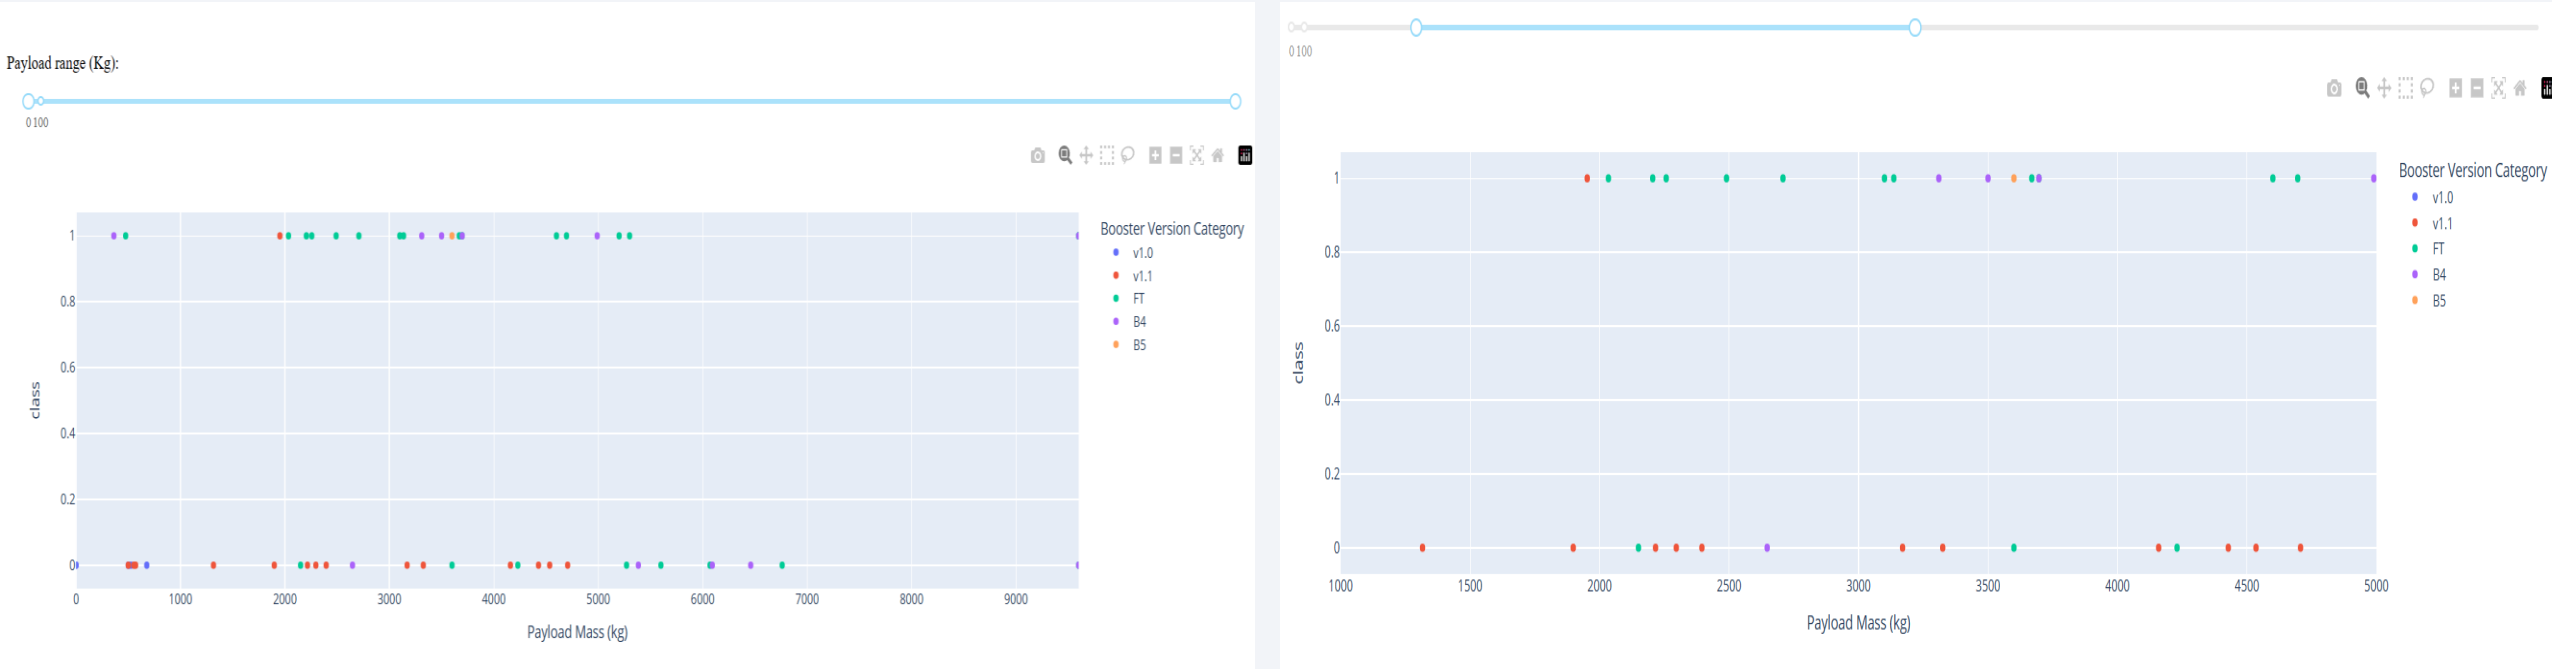 Payload range (Kg):
0 100
Booster Version Category
v1.0
v1.1
FT
B4
B5
1
0.8
0.6
0.4
0.2
0
class
0 1000 2000 3000 4000 5000 6000 7000 8000 9000
Payload Mass (kg)
0 100
Booster Version Category
v1.0
v1.1
FT
B4
B5
1
0.8
0.6
0.4
0.2
0
class
1000 1500 2000 2500 3000 3500 4000 4500 5000
Payload Mass (kg)